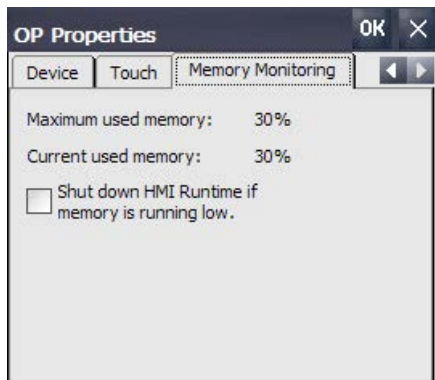 OP Properties OK ×
Device Touch Memory Monitoring
Maximum used memory: 30%
Current used memory: 30%
Shut down HMI Runtime if
memory is running low.